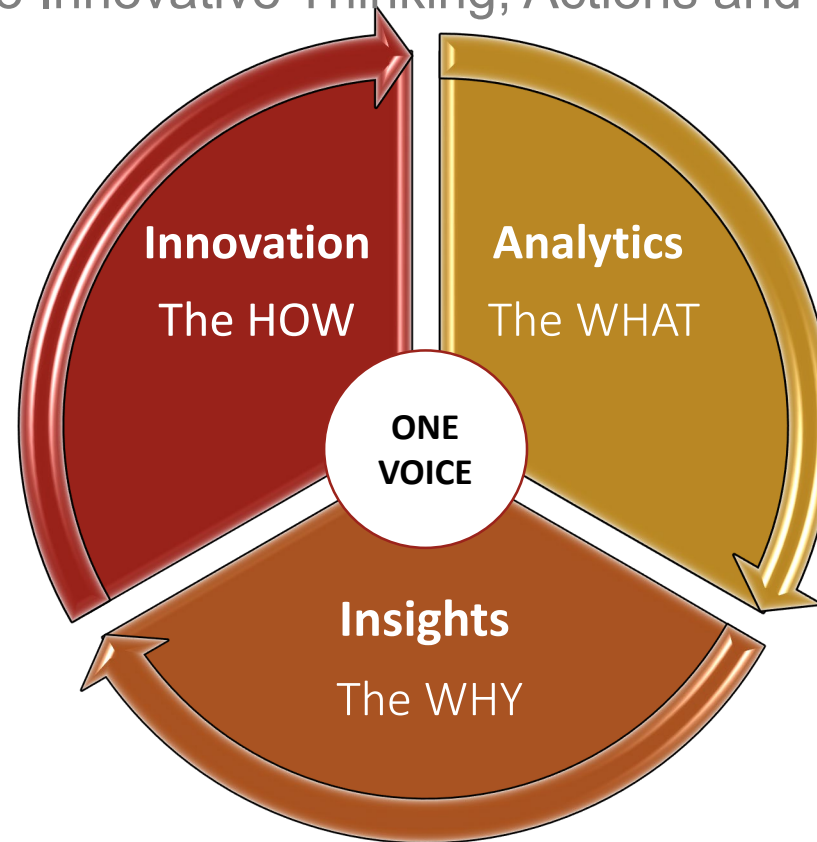 Innovative Thinking, Actions and
Innovation
The HOW
Analytics
The WHAT
ONE
VOICE
Insights
The WHY